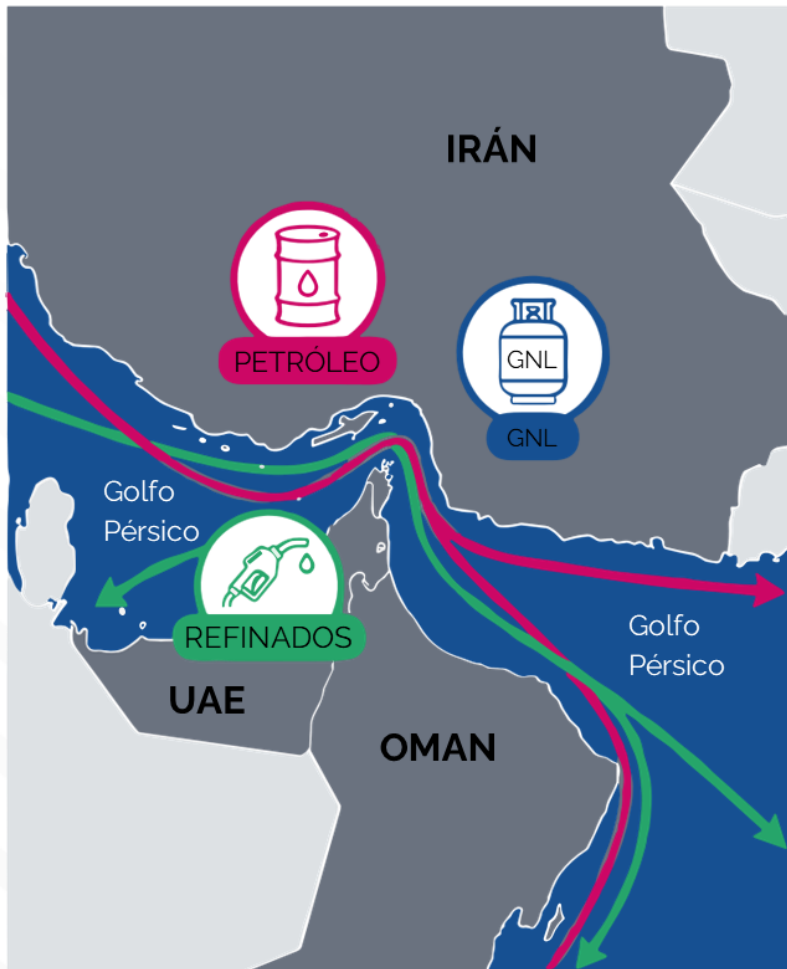 IRÁN
PETRÓLEO
GNL
GNL
Golfo
Pérsico
REFINADOS
Golfo
Pérsico
UAE
OMAN